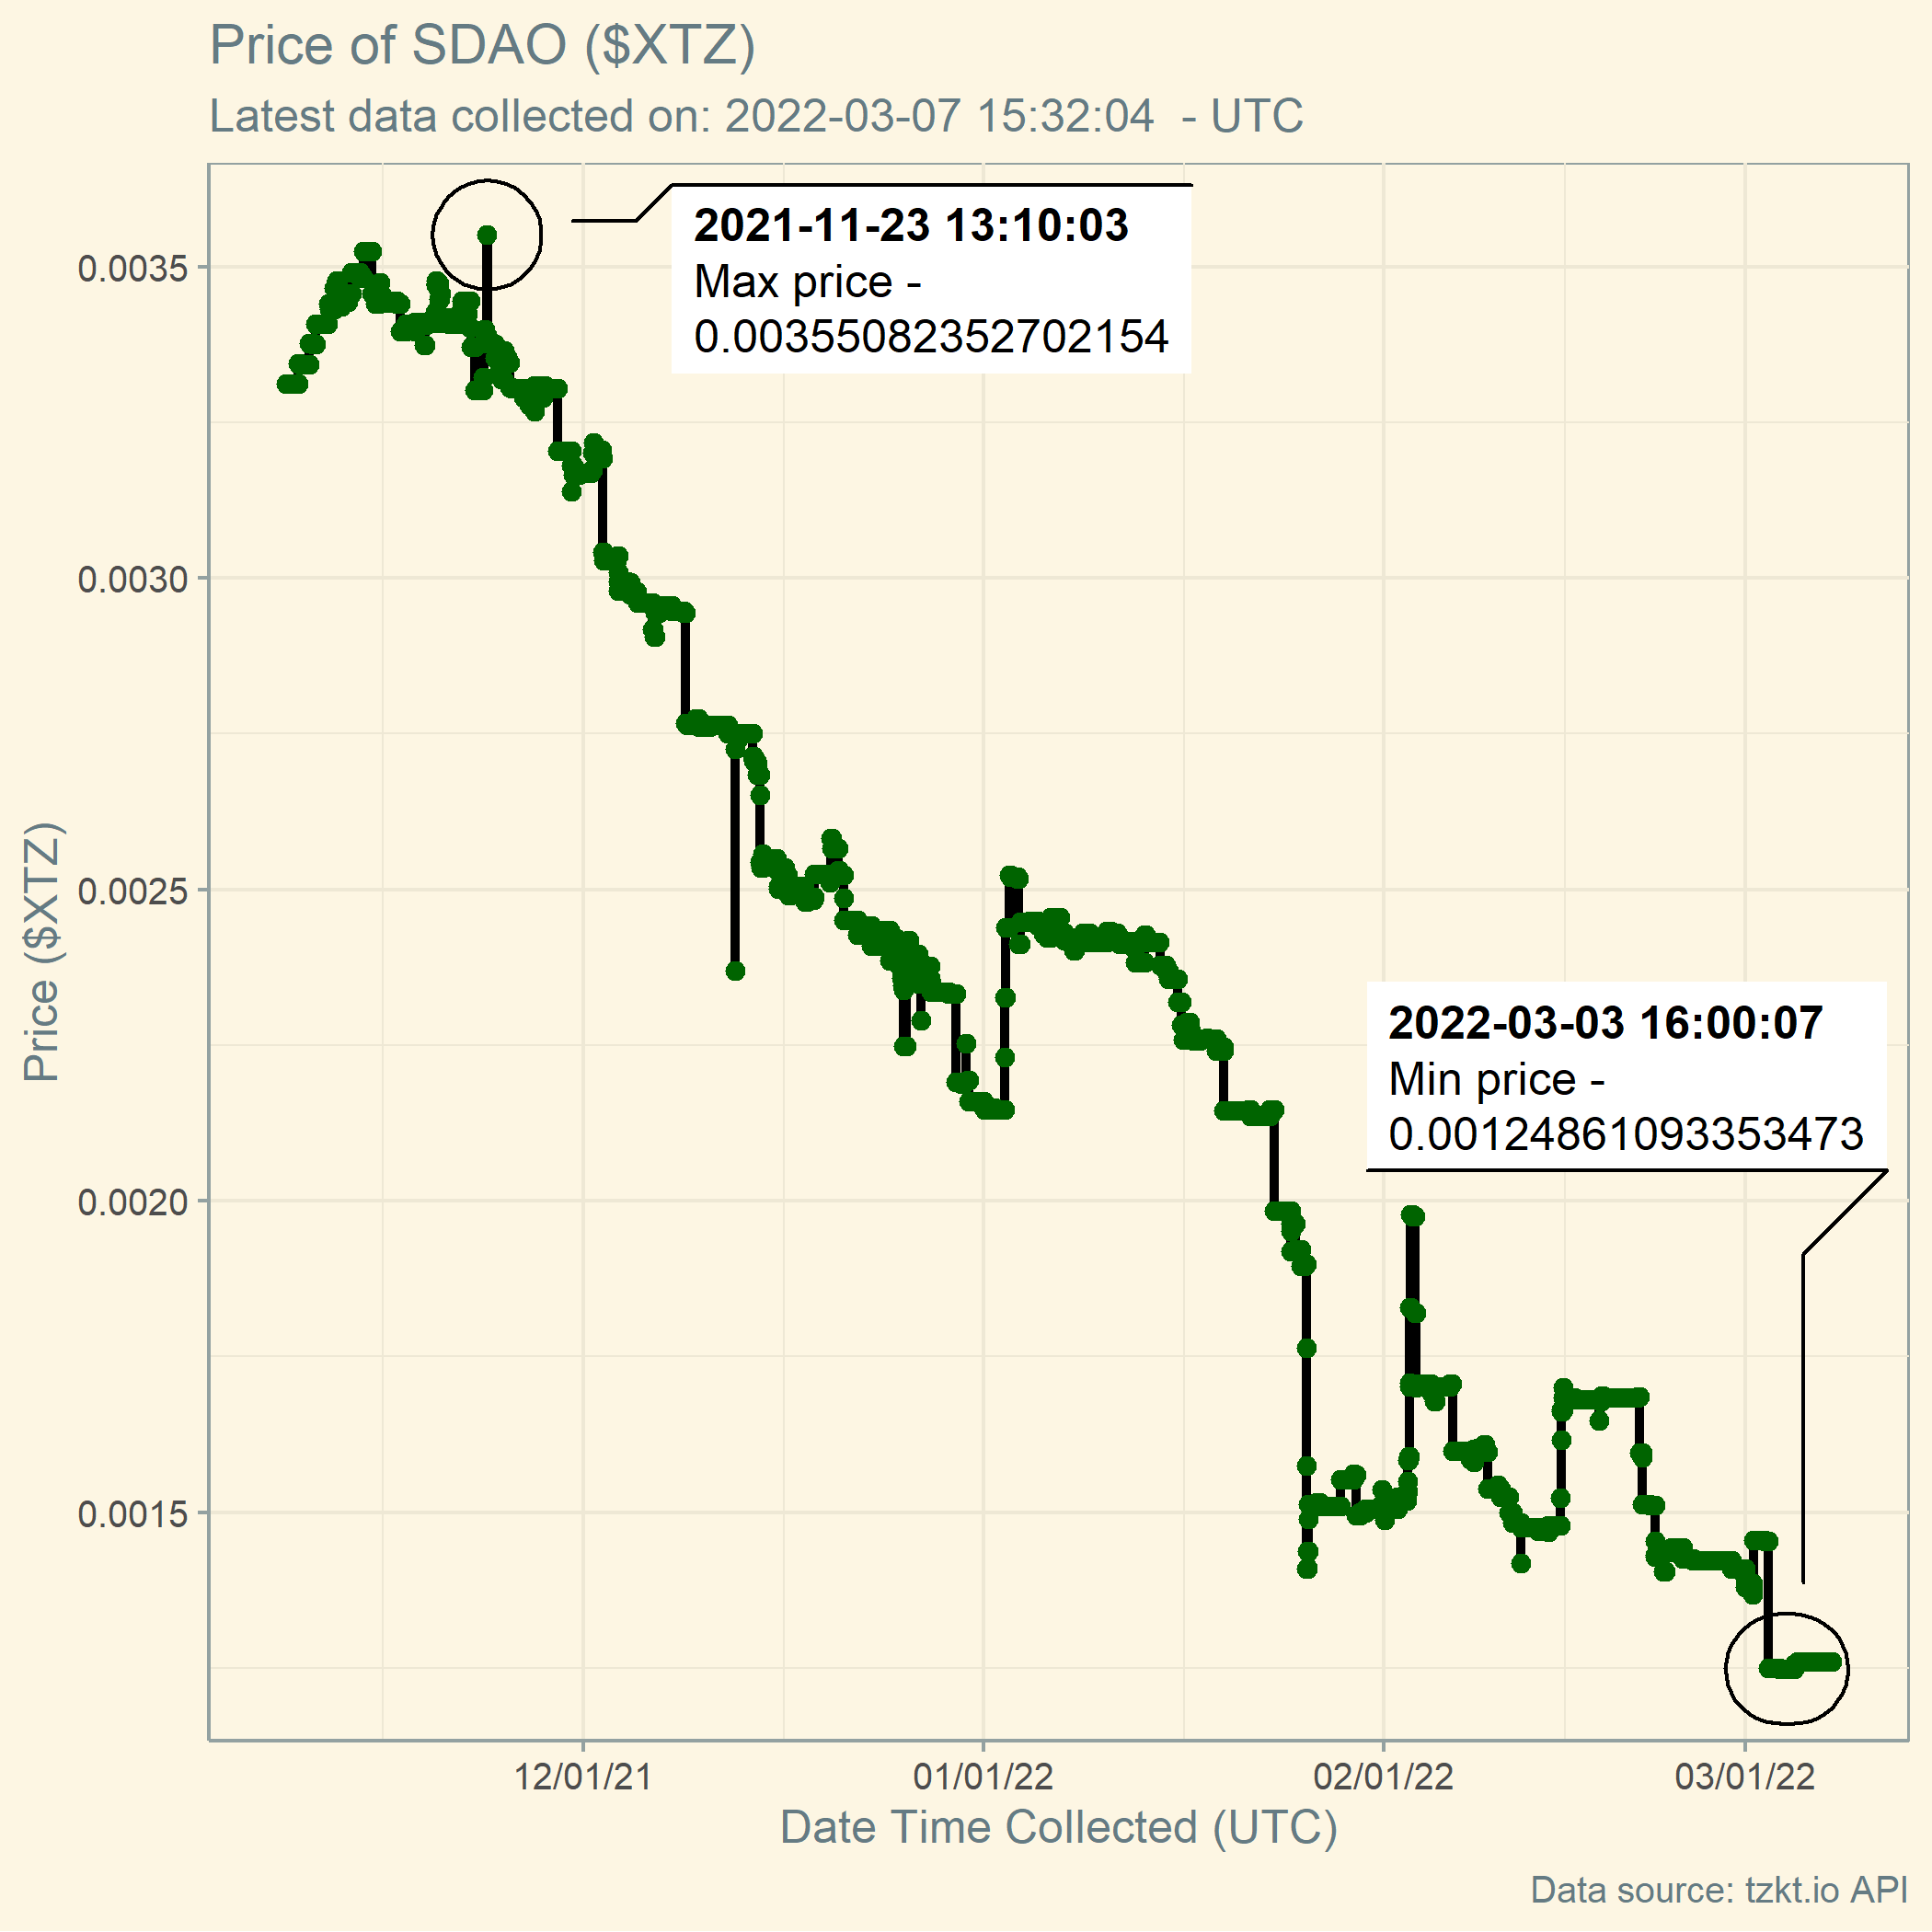 Price of SDAO ($XTZ)
Latest data collected on: 2022-03-07 15:32:04  - UTC
2021-11-23 13:10:03
Max price -
0.00355082352702154
2022-03-03 16:00:07
Min price -
0.00124861093353473
Price ($XTZ)
0.0035
0.0030
0.0025
0.0020
0.0015
12/01/21
01/01/22
02/01/22
03/01/22
Date Time Collected (UTC)
Data source: tzkt.io API